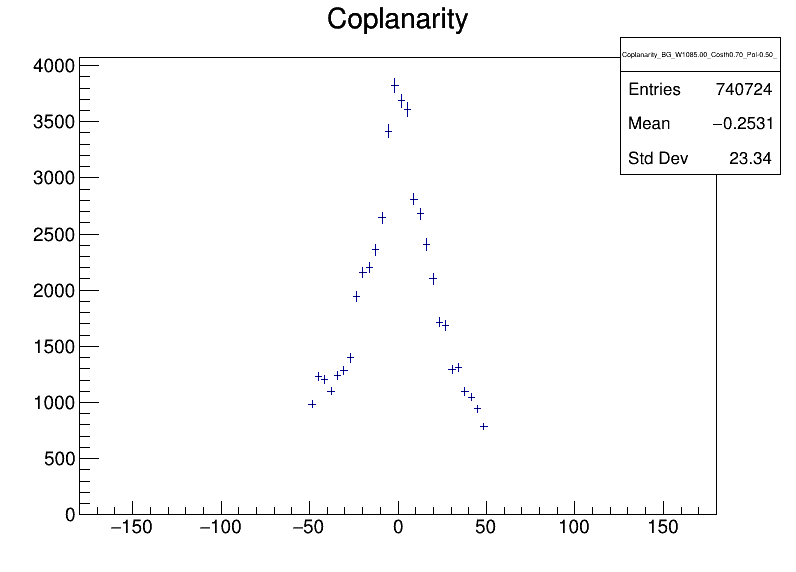 Coplanarity
Coplanarity_BG_W1085.00_Costh0.70_Pol-0.50_
Entries 740724
Mean −0.2531
Std Dev 23.34
4000
3500
3000
2500
2000
1500
1000
500
0
−150 −100 −50 0 50 100 150